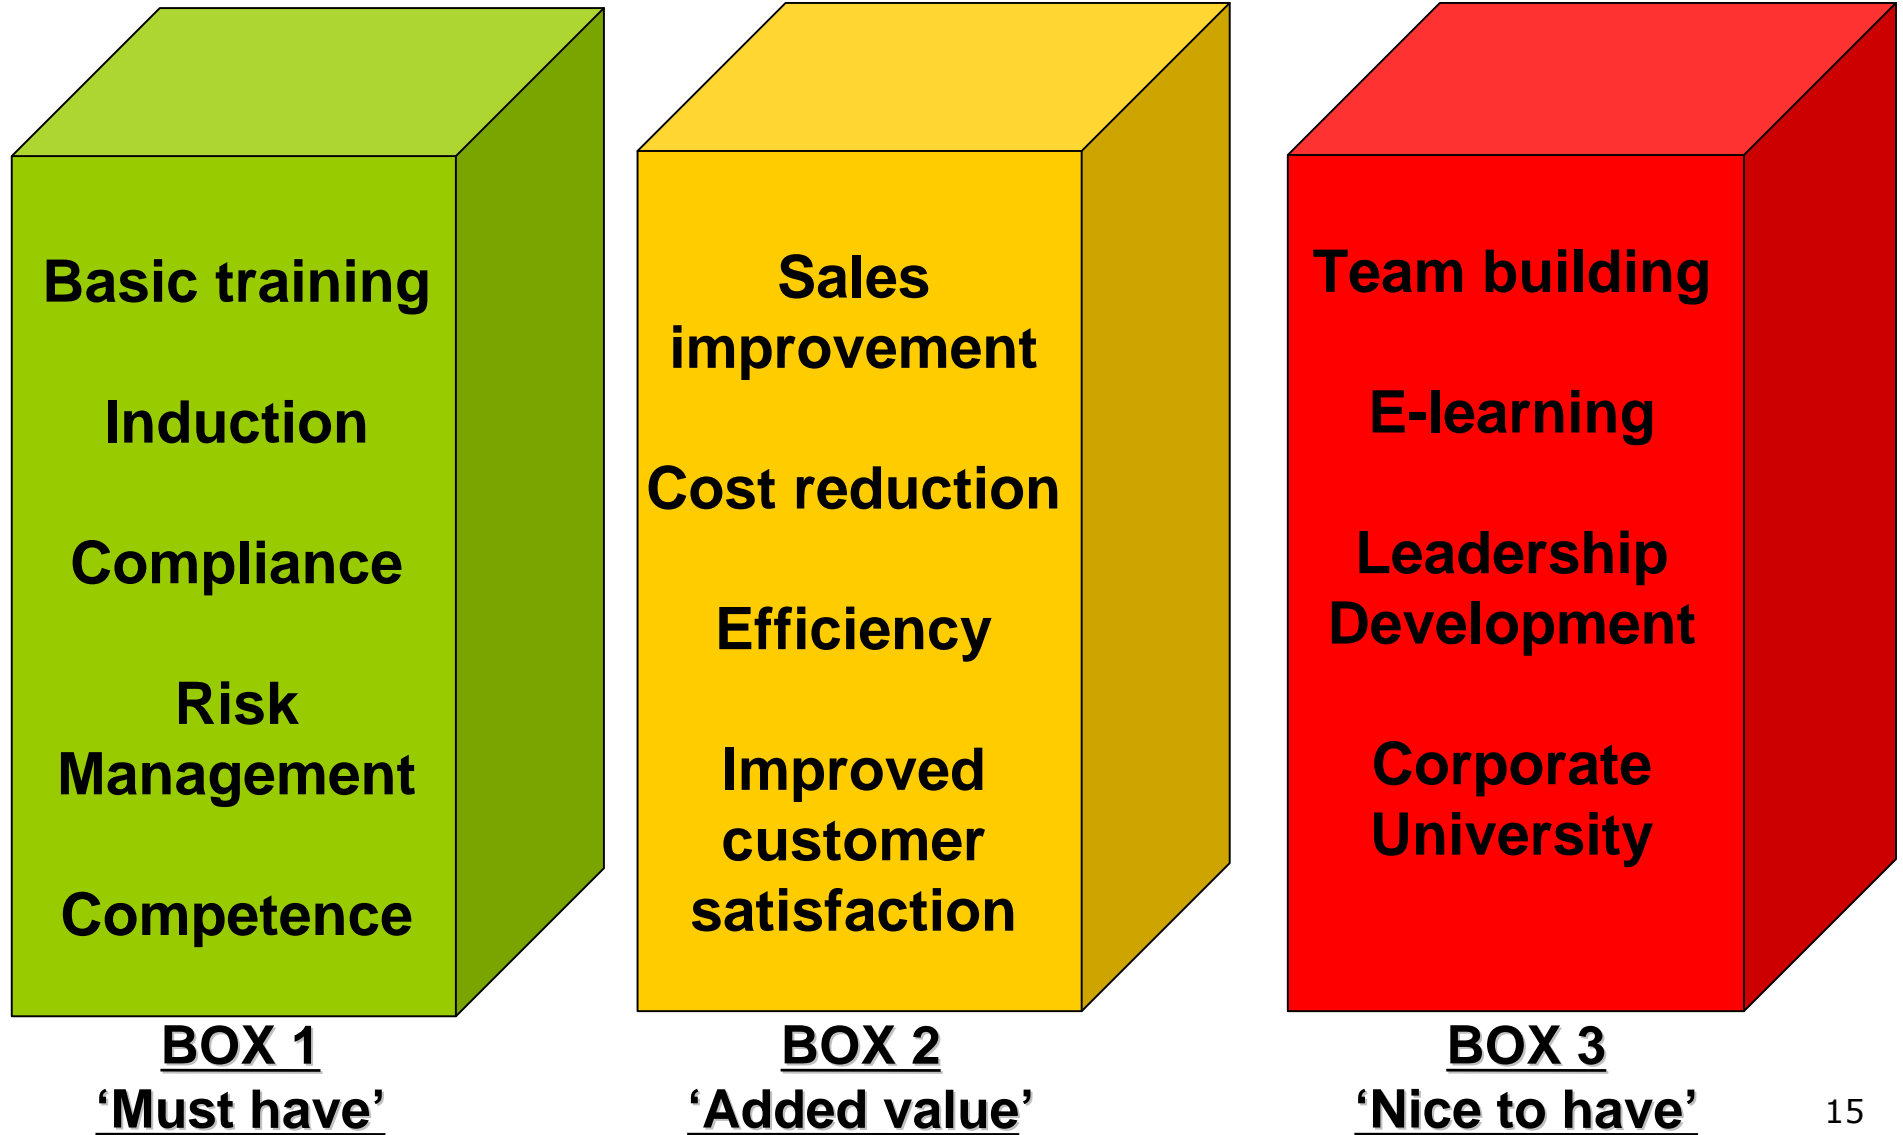 Basic training
Induction
Compliance
Risk
Management
Competence
BOX 1
‘Must have’
Sales
improvement
Cost reduction
Efficiency
Improved
customer
satisfaction
BOX 2
‘Added value’
Team building
E-learning
Leadership
Development
Corporate
University
BOX 3
‘Nice to have’
15